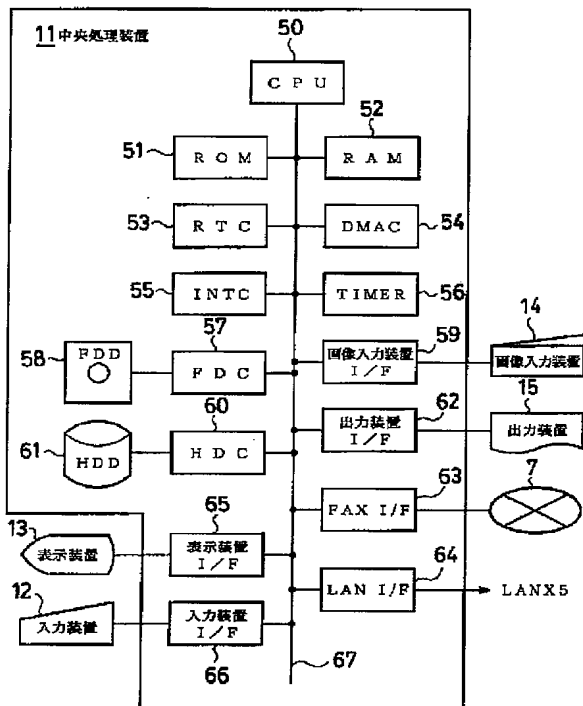 11 中央処理装置
50
CPU
51
ROM
52
RAM
53
RTC
DMAC
54
55
INTC
TIMER
56
57
58
FDD
FDC
59
画像入力装置
I/F
14
画像入力装置
60
61
HDD
HDC
62
出力装置
I/F
15
出力装置
63
FAX I/F
7
13
表示装置
65
表示装置
I/F
64
LAN I/F
LANX5
12
入力装置
入力装置
I/F
66
67